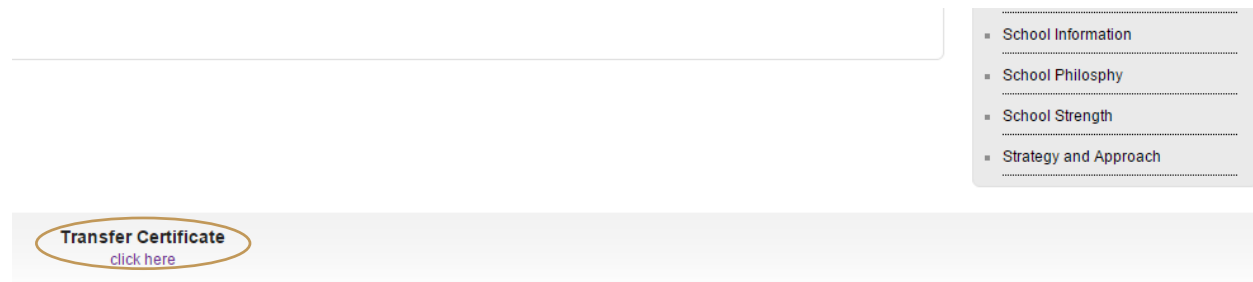 School Information
School Philosphy
School Strength
Strategy and Approach
Transfer Certificate
click here